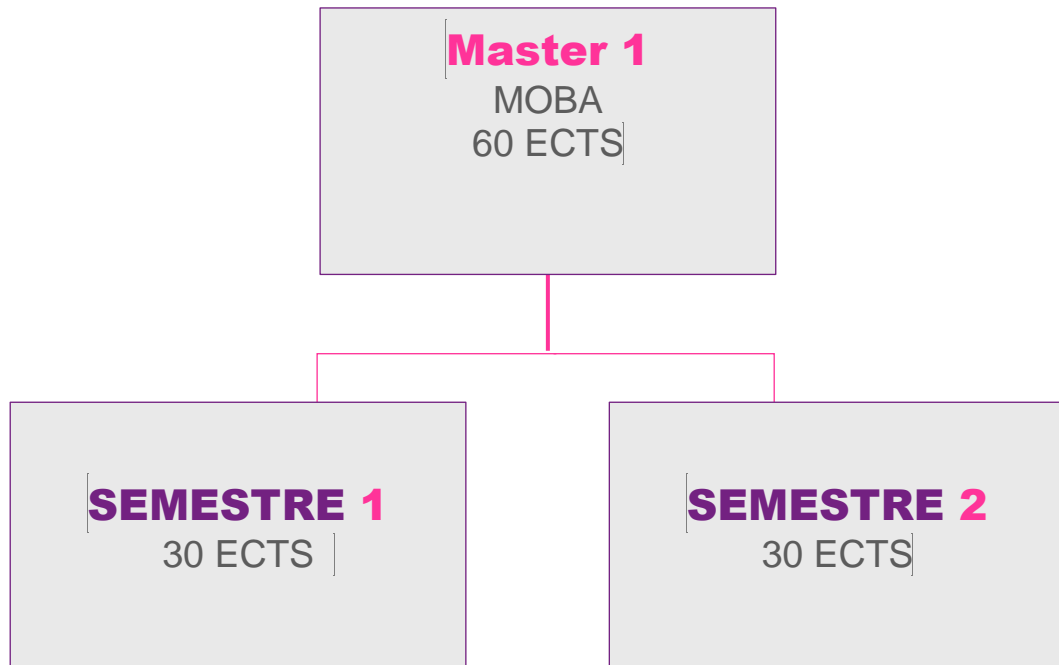 Master 1
MOBA
60 ECTS
SEMESTRE 1
30 ECTS
SEMESTRE 2
30 ECTS